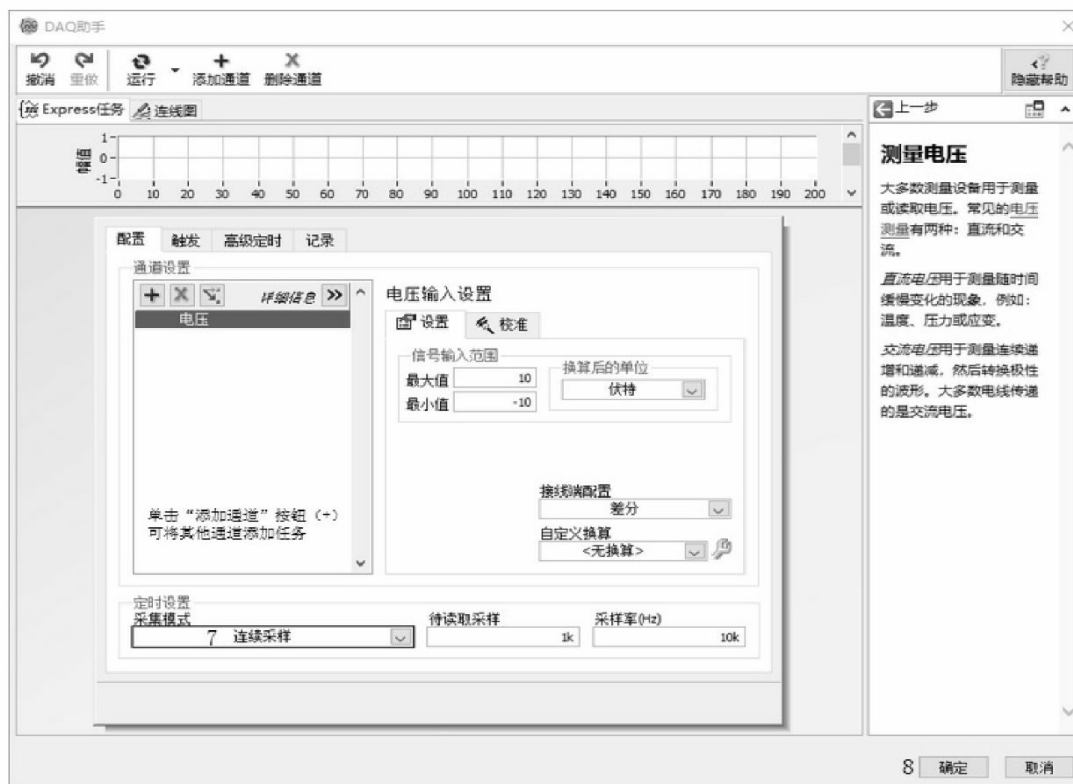 DAQ助手
撤消 重做 运行 添加通道 删除通道 隐藏帮助
Express任务 连线图
上一步
幅值
1
0
-1
0 10 20 30 40 50 60 70 80 90 100 110 120 130 140 150 160 170 180 190 200
配置 触发 高级定时 记录
通道设置
详细信息
电压
单击“添加通道”按钮（+）
可将其他通道添加任务
电压输入设置
设置 校准
信号输入范围
最大值 10
最小值 -10
换算后的单位
伏特
接线端配置
差分
自定义换算
<无换算>
定时设置
采集模式 待读取采样 采样率(Hz)
7 连续采样 1k 10k
测量电压
大多数测量设备用于测量
或读取电压。常见的电压
测量有两种：直流和交
流。
直流电压用于测量随时间
缓慢变化的现象，例如：
温度、压力或应变。
交流电压用于测量连续递
增和递减，然后转换极性
的波形。大多数电线传递
的是交流电压。
8 确定 取消